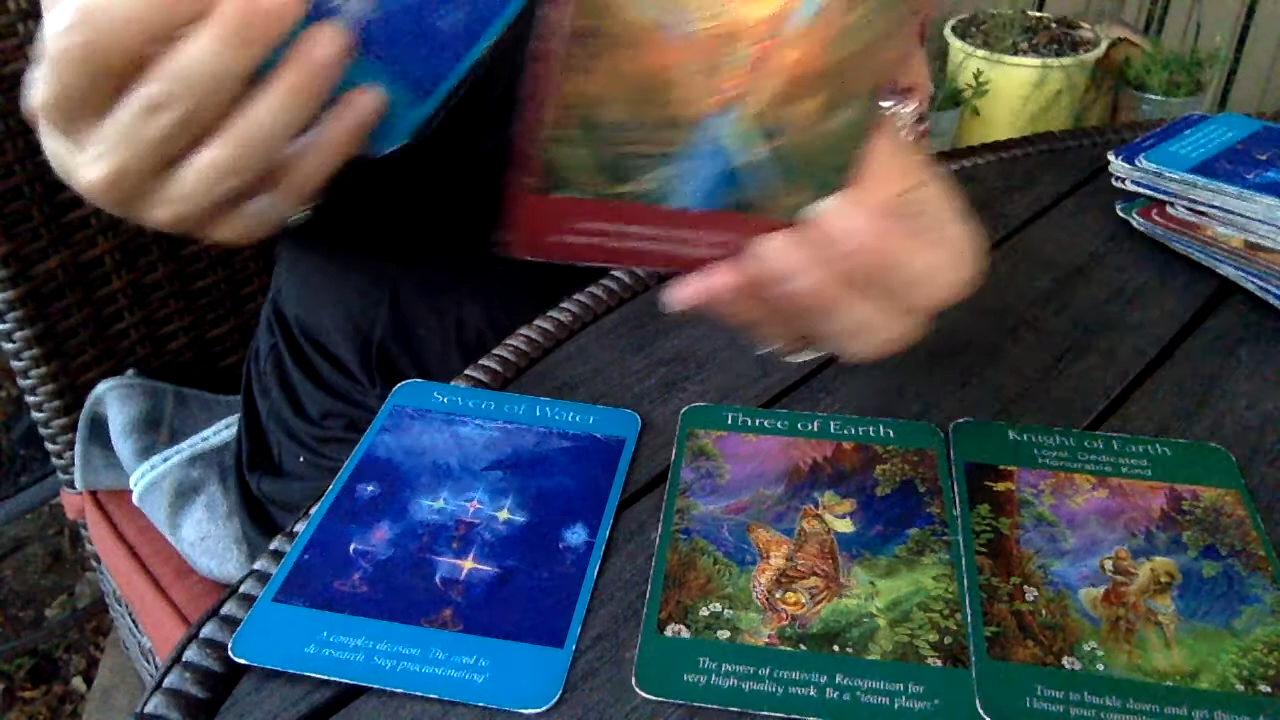 Seven of Water
A complex decision. The need to
do research. Stop procrastinating!
Three of Earth
The power of creativity. Recognition for
very high-quality work. Be a "team player."
Knight of Earth
Loyal, Dedicated,
Honorable, Kind
Time to buckle down and get things
Honor your